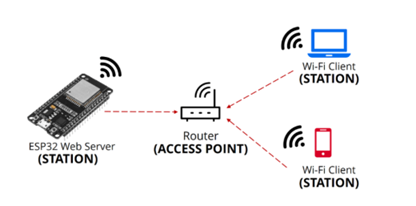 ESP32 Web Server
(STATION)
Router
(ACCESS POINT)
Wi-Fi Client
(STATION)
Wi-Fi Client
(STATION)